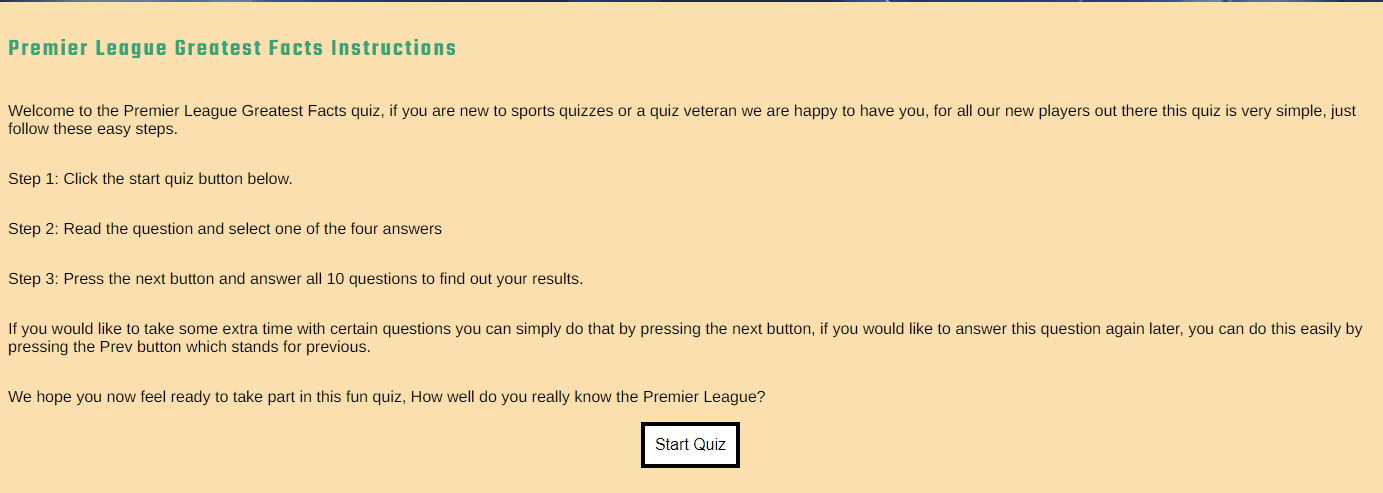 Premier League Greatest Facts Instructions
Welcome to the Premier League Greatest Facts quiz, if you are new to sports quizzes or a quiz veteran we are happy to have you, for all our new players out there this quiz is very simple, just
follow these easy steps.
Step 1: Click the start quiz button below.
Step 2: Read the question and select one of the four answers
Step 3: Press the next button and answer all 10 questions to find out your results.
If you would like to take some extra time with certain questions you can simply do that by pressing the next button, if you would like to answer this question again later, you can do this easily by
pressing the Prev button which stands for previous.
We hope you now feel ready to take part in this fun quiz, How well do you really know the Premier League?
Start Quiz